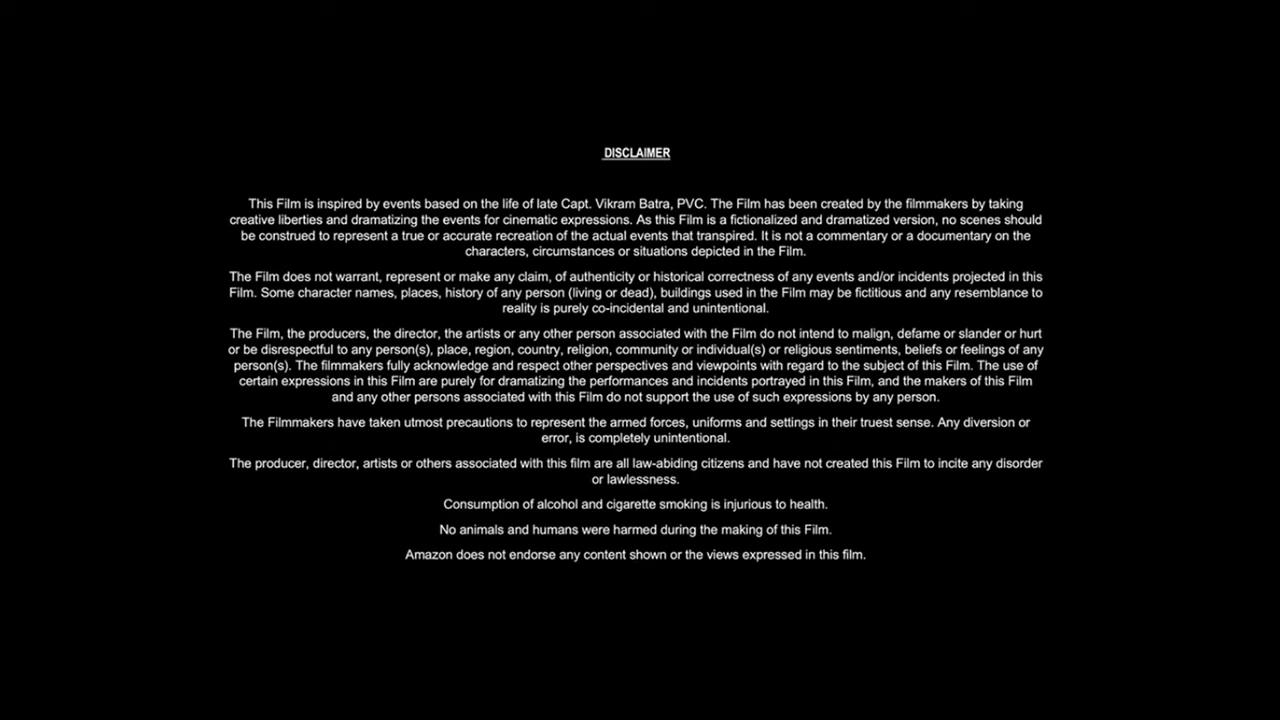 DISCLAIMER
This Film is inspired by events based on the life of late Capt. Vikram Batra, PVC. The Film has been created by the filmmakers by taking
creative liberties and dramatizing the events for cinematic expressions. As this Film is a fictionalized and dramatized version, no scenes should
be construed to represent a true or accurate recreation of the actual events that transpired. It is not a commentary or a documentary on the
characters, circumstances or situations depicted in the Film.
The Film does not warrant, represent or make any claim, of authenticity or historical correctness of any events and/or incidents projected in this
Film. Some character names, places, history of any person (living or dead), buildings used in the Film may be fictitious and any resemblance to
reality is purely co-incidental and unintentional.
The Film, the producers, the director, the artists or any other person associated with the Film do not intend to malign, defame or slander or hurt
or be disrespectful to any person(s), place, region, country, religion, community or individual(s) or religious sentiments, beliefs or feelings of any
person(s). The filmmakers fully acknowledge and respect other perspectives and viewpoints with regard to the subject of this Film. The use of
certain expressions in this Film are purely for dramatizing the performances and incidents portrayed in this Film, and the makers of this Film
and any other persons associated with this Film do not support the use of such expressions by any person.
The Filmmakers have taken utmost precautions to represent the armed forces, uniforms and settings in their truest sense. Any diversion or
error, is completely unintentional.
The producer, director, artists or others associated with this film are all law-abiding citizens and have not created this Film to incite any disorder
or lawlessness.
Consumption of alcohol and cigarette smoking is injurious to health.
No animals and humans were harmed during the making of this Film.
Amazon does not endorse any content shown or the views expressed in this film.